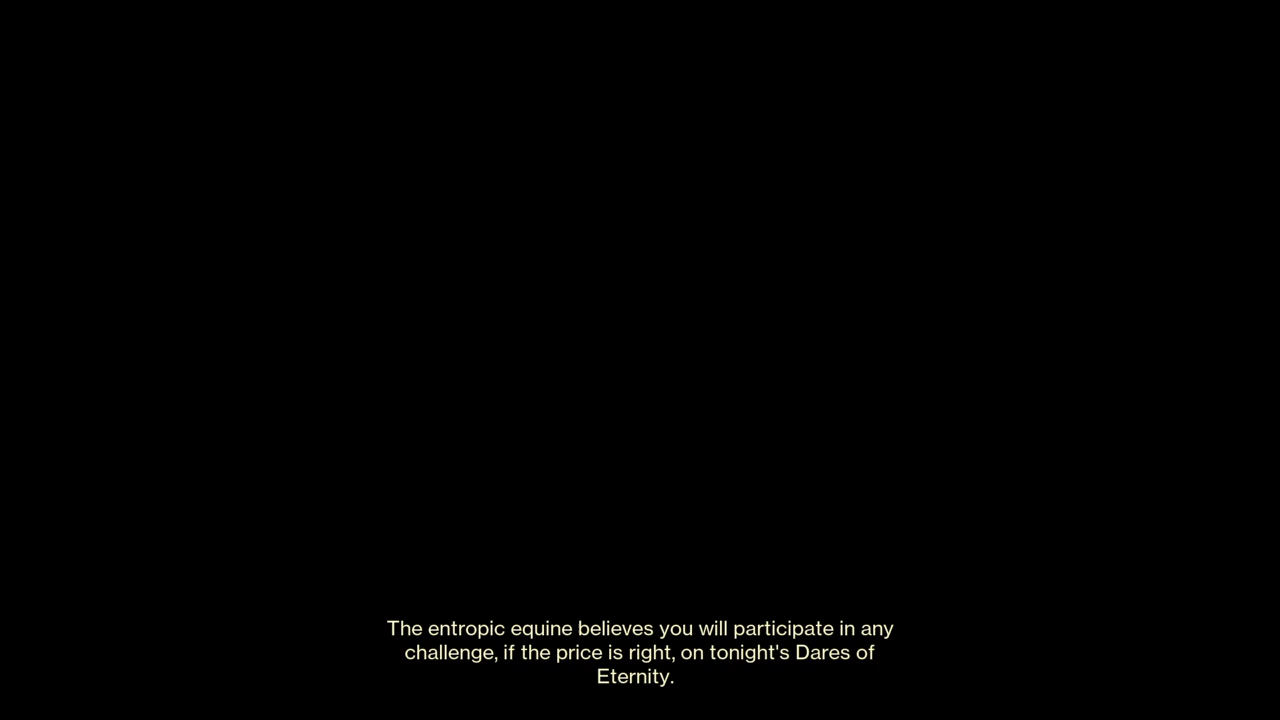 The entropic equine believes you will participate in any
challenge, if the price is right, on tonight's Dares of
Eternity.